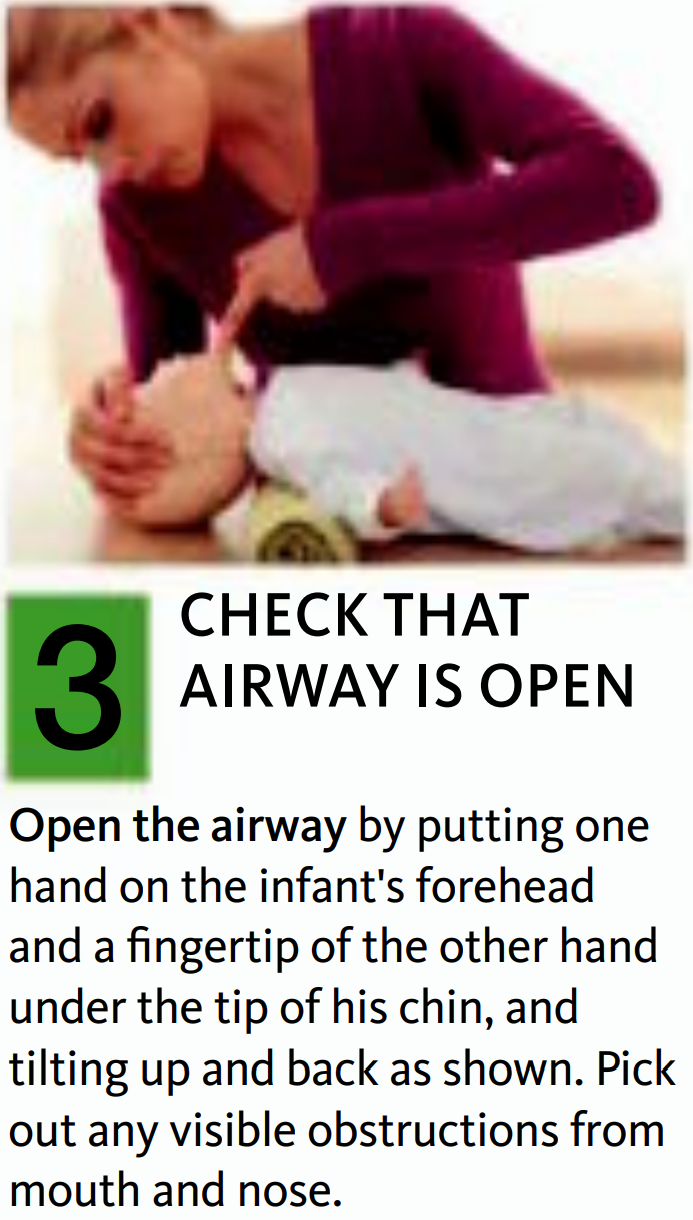 3
CHECK THAT
AIRWAY IS OPEN
Open the airway by putting one
hand on the infant's forehead
and a fingertip of the other hand
under the tip of his chin, and
tilting up and back as shown. Pick
out any visible obstructions from
mouth and nose.